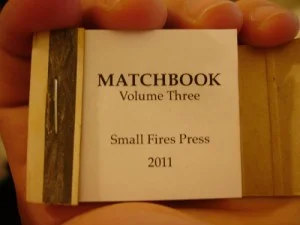 MATCHBOOK
Volume Three
Small Fires Press
2011